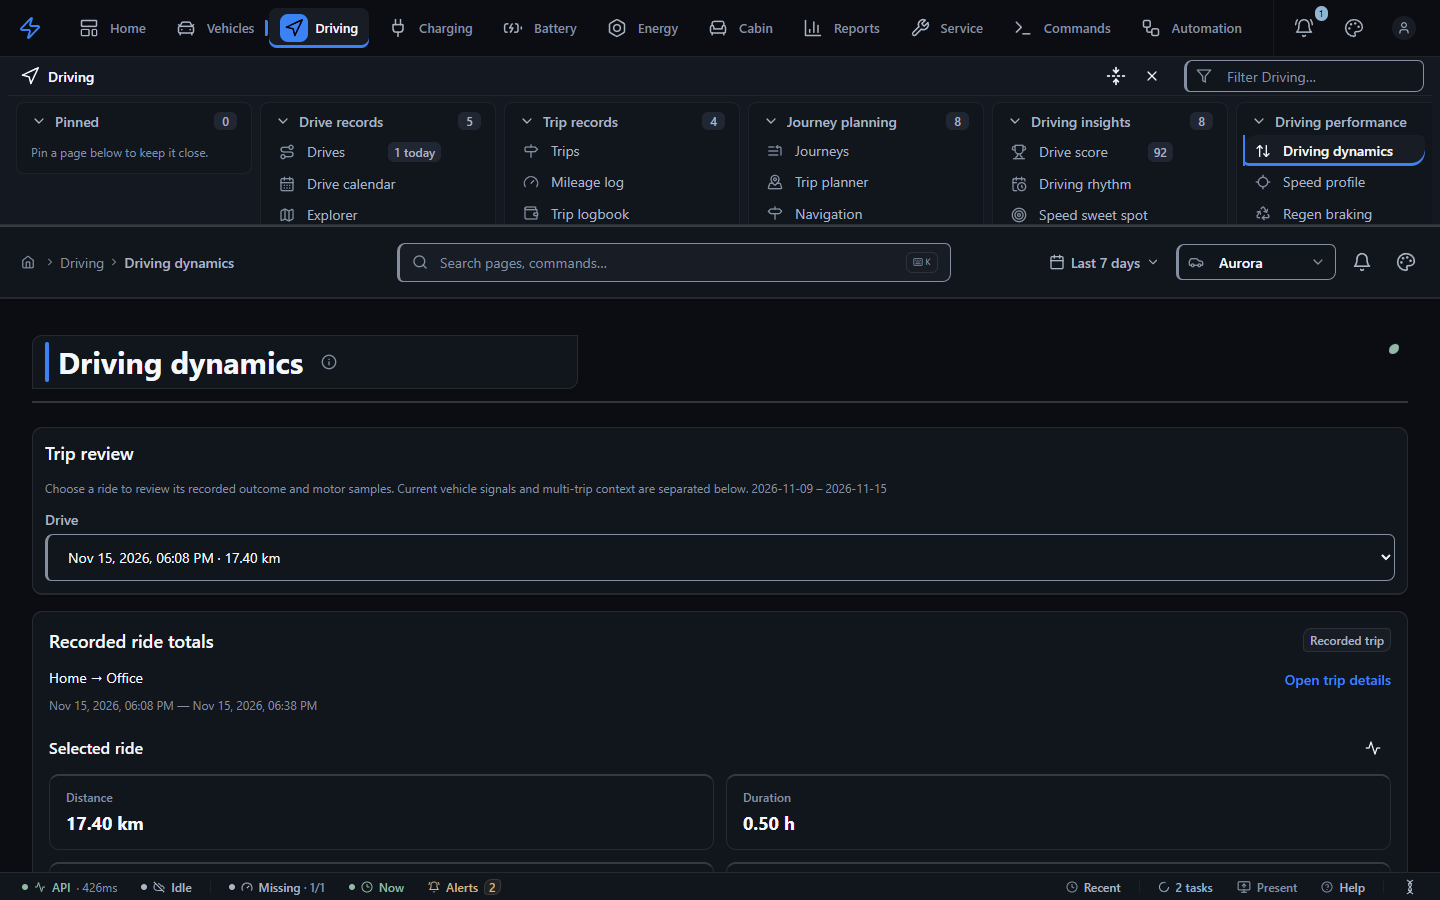 Home Vehicles Driving Charging Battery Energy Cabin Reports Service Commands Automation 1
Driving Filter Driving...
Pinned 0
Pin a page below to keep it close.
Drive records 5
Drives 1 today
Drive calendar
Explorer
Trip records 4
Trips
Mileage log
Trip logbook
Journey planning 8
Journeys
Trip planner
Navigation
Driving insights 8
Drive score 92
Driving rhythm
Speed sweet spot
Driving performance
Driving dynamics
Speed profile
Regen braking
Driving Driving dynamics Search pages, commands... K Last 7 days Aurora
Driving dynamics
Trip review
Choose a ride to review its recorded outcome and motor samples. Current vehicle signals and multi-trip context are separated below. 2026-11-09 – 2026-11-15
Drive
Nov 15, 2026, 06:08 PM · 17.40 km
Recorded ride totals Recorded trip
Home → Office Open trip details
Nov 15, 2026, 06:08 PM — Nov 15, 2026, 06:38 PM
Selected ride
Distance
17.40 km
Duration
0.50 h
API · 426ms Idle Missing · 1/1 Now Alerts 2 Recent 2 tasks Present Help